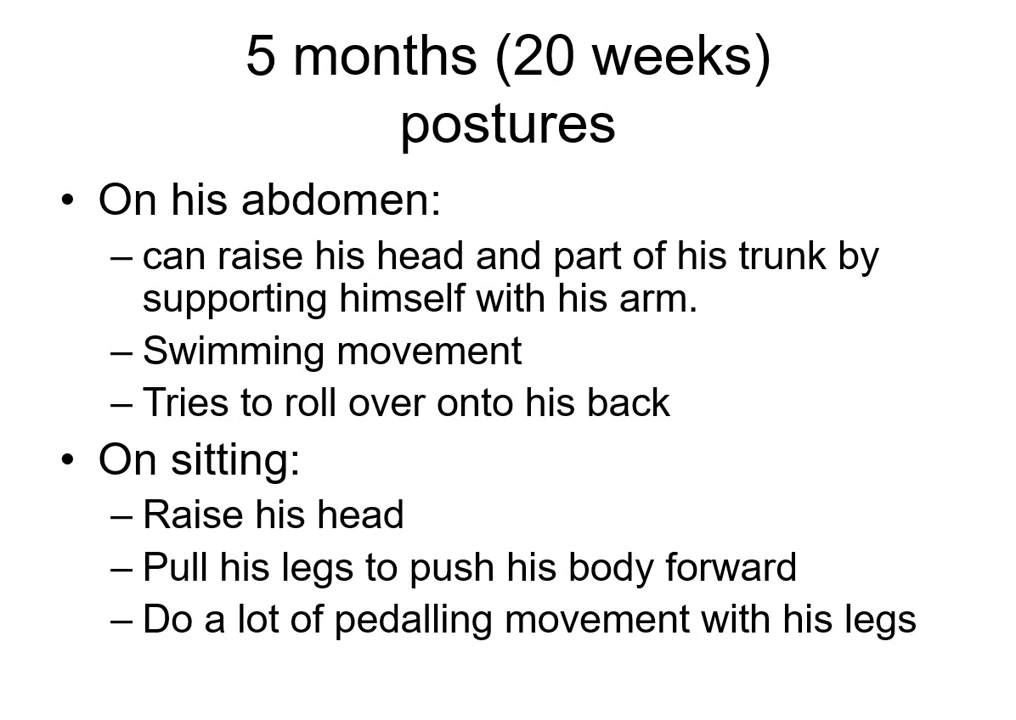 5 months (20 weeks)
postures
• On his abdomen:
– can raise his head and part of his trunk by
supporting himself with his arm.
– Swimming movement
– Tries to roll over onto his back
• On sitting:
– Raise his head
– Pull his legs to push his body forward
– Do a lot of pedalling movement with his legs